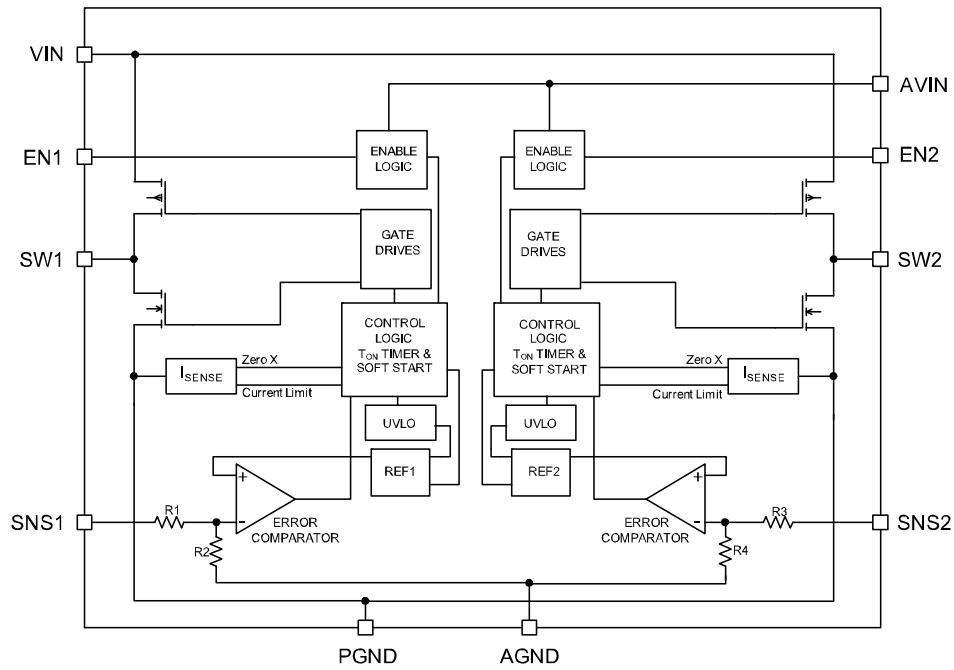 VIN
AVIN
EN1
ENABLE
LOGIC
ENABLE
LOGIC
EN2
GATE
DRIVES
GATE
DRIVES
SW1
SW2
CONTROL
LOGIC
TON TIMER &
SOFT START
CONTROL
LOGIC
TON TIMER &
SOFT START
ISENSE
Zero X
Current Limit
Zero X
Current Limit
ISENSE
UVLO
UVLO
REF1
REF2
+
-
+
-
SNS1
R1
R2
ERROR
COMPARATOR
ERROR
COMPARATOR
R3
R4
SNS2
PGND
AGND